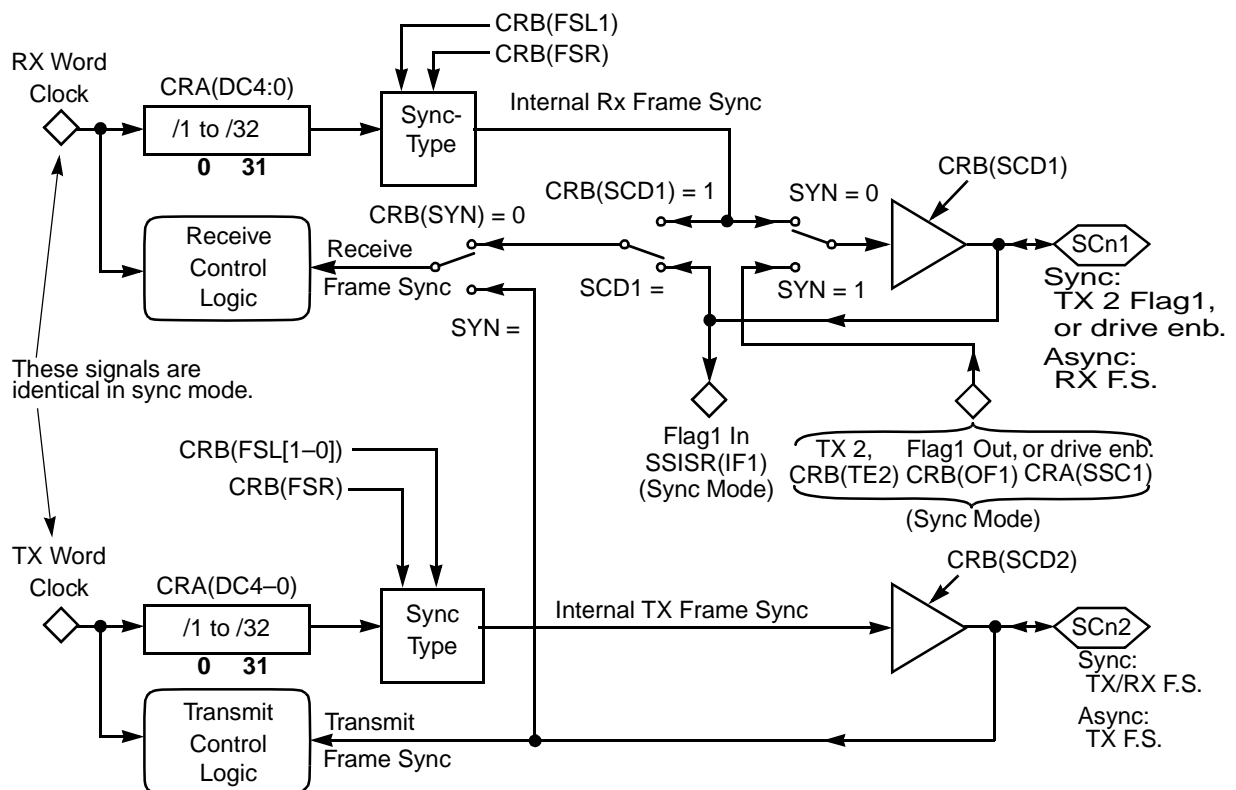 CRB(FSL1)
CRB(FSR)
RX Word
Clock
CRA(DC4:0)
/1 to /32
0 31
Sync-
Type
Internal Rx Frame Sync
CRB(SCD1)
CRB(SCD1) = 1
SYN = 0
CRB(SYN) = 0
Receive
Control
Logic
Receive
Frame Sync
SCD1 =
SYN = 1
SYN =
SCn1
Sync:
TX 2 Flag1,
or drive enb.
Async:
RX F.S.
These signals are
identical in sync mode.
Flag1 In
SSISR(IF1)
(Sync Mode)
TX 2, Flag1 Out, or drive enb.
CRB(TE2) CRB(OF1) CRA(SSC1)
(Sync Mode)
CRB(FSL[1–0])
CRB(FSR)
TX Word
Clock
CRA(DC4–0)
/1 to /32
0 31
Sync
Type
Internal TX Frame Sync
CRB(SCD2)
SCn2
Sync:
TX/RX F.S.
Async:
TX F.S.
Transmit
Control
Logic
Transmit
Frame Sync